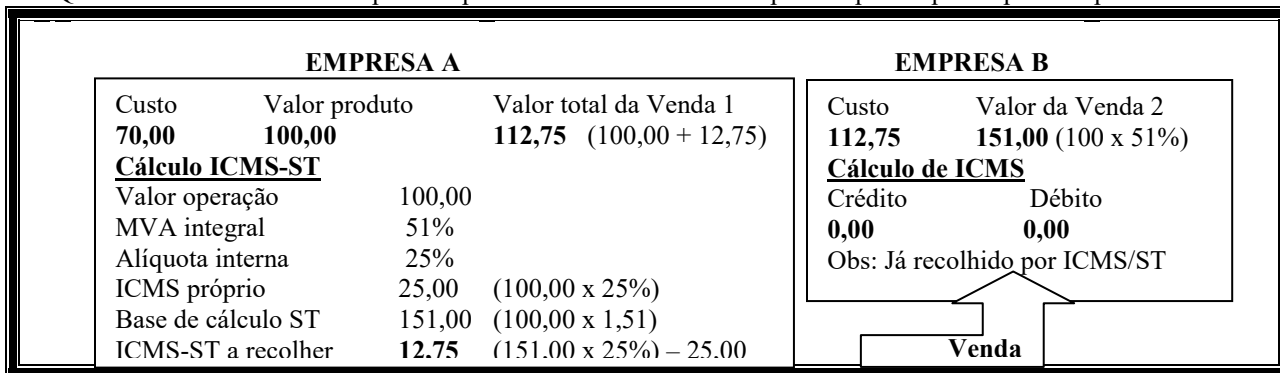 EMPRESA A
Custo Valor produto Valor total da Venda 1
70,00 100,00 112,75 (100,00 + 12,75)
Cálculo ICMS-ST
Valor operação 100,00
MVA integral 51%
Alíquota interna 25%
ICMS próprio 25,00 (100,00 x 25%)
Base de cálculo ST 151,00 (100,00 x 1,51)
ICMS-ST a recolher 12,75 (151,00 x 25%) – 25,00
EMPRESA B
Custo Valor da Venda 2
112,75 151,00 (100 x 51%)
Cálculo de ICMS
Crédito Débito
0,00 0,00
Obs: Já recolhido por ICMS/ST
Venda